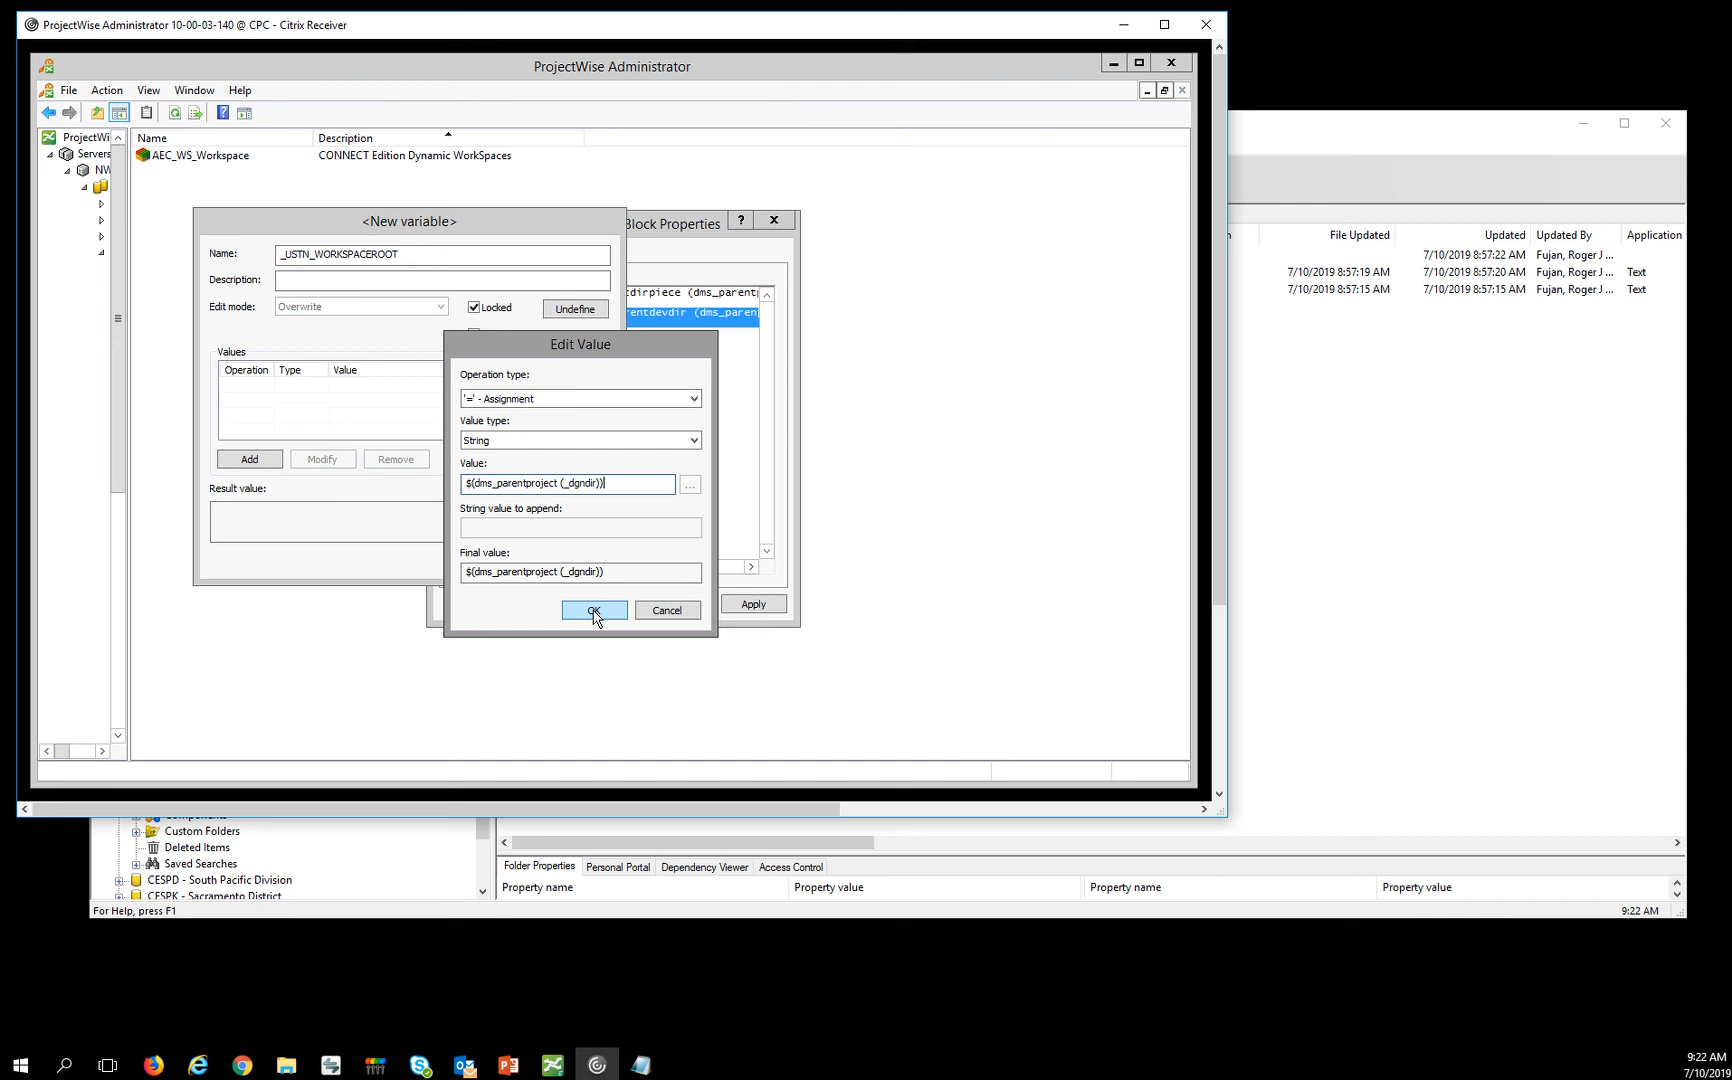 ProjectWise Administrator 10-00-03-140 @ CPC - Citrix Receiver
ProjectWise Administrator
File Action View Window Help
ProjectWi
Servers
NW
Name Description
AEC_WS_Workspace CONNECT Edition Dynamic WorkSpaces
<New variable>
Name: _USTN_WORKSPACEROOT
Description:
Edit mode: Overwrite Locked Undefine
Values
Operation Type Value
Add Modify Remove
Result value:
Block Properties ?
tdirpiece (dms_parentp
rentdevdir (dms_paren
Apply
Edit Value
Operation type:
'=' - Assignment
Value type:
String
Value:
$(dms_parentproject (_dgndir)) ...
String value to append:
Final value:
$(dms_parentproject (_dgndir))
OK Cancel
File Updated Updated Updated By Application
7/10/2019 8:57:22 AM Fujan, Roger J ...
7/10/2019 8:57:19 AM 7/10/2019 8:57:20 AM Fujan, Roger J ... Text
7/10/2019 8:57:15 AM 7/10/2019 8:57:15 AM Fujan, Roger J ... Text
Components
Custom Folders
Deleted Items
Saved Searches
CESPD - South Pacific Division
CESPK - Sacramento District
Folder Properties Personal Portal Dependency Viewer Access Control
Property name Property value Property name Property value
For Help, press F1 9:22 AM
9:22 AM
7/10/2019